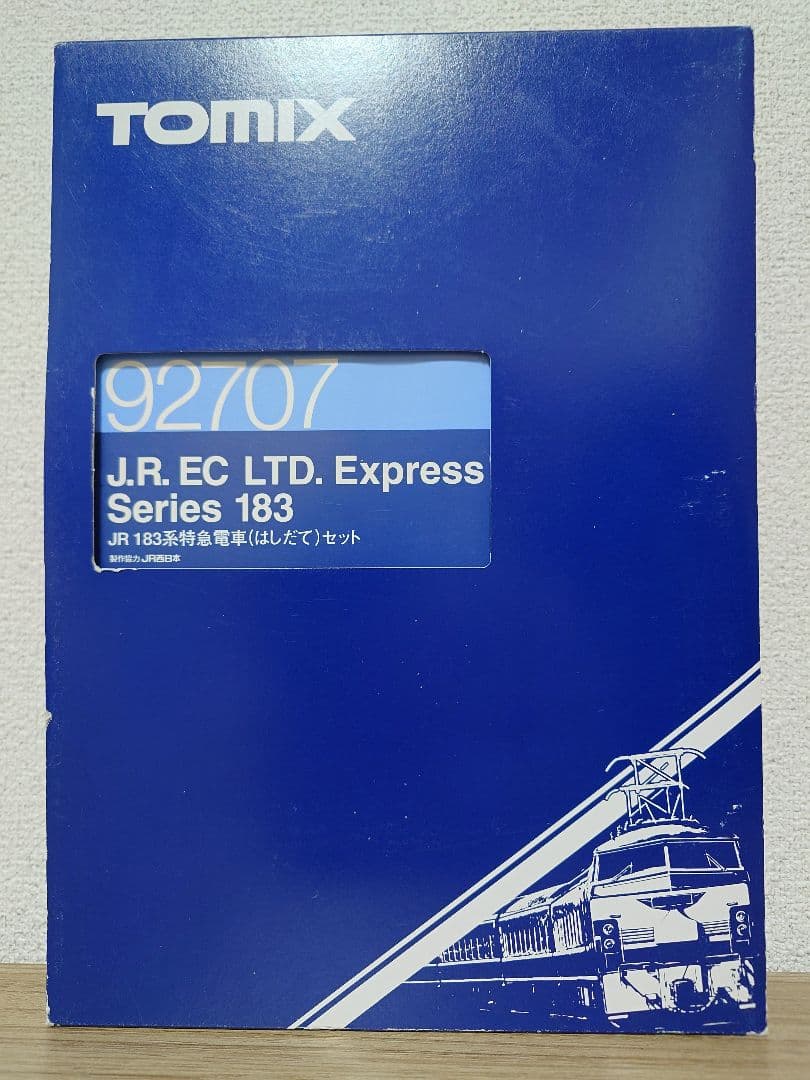 TOMIX
92707
J.R. EC LTD. Express
Series 183
JR 183系特急電車(はしだて)セット
製作協力 JR西日本